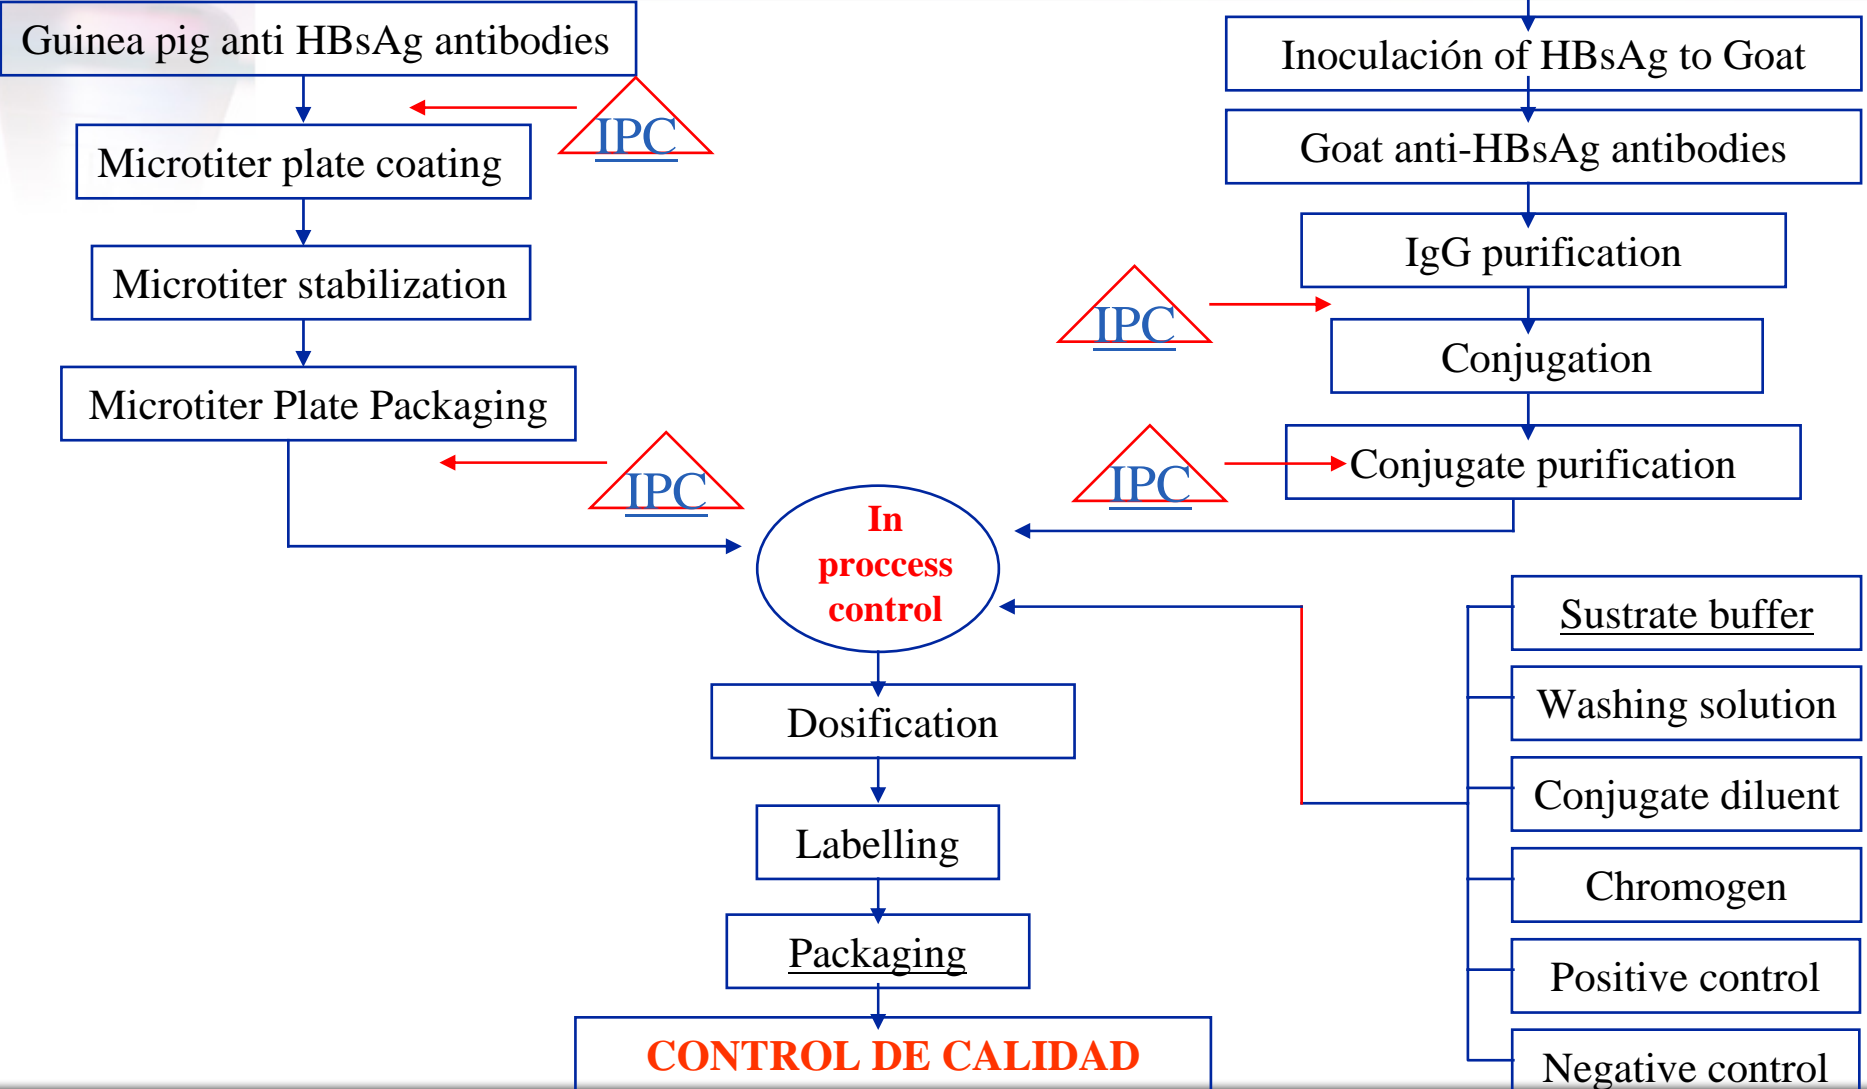 Guinea pig anti HBsAg antibodies
IPC
Microtiter plate coating
Microtiter stabilization
Microtiter Plate Packaging
IPC
Inoculación of HBsAg to Goat
Goat anti-HBsAg antibodies
IgG purification
IPC
Conjugation
IPC
Conjugate purification
In
proccess
control
Dosification
Labelling
Packaging
CONTROL DE CALIDAD
Sustrate buffer
Washing solution
Conjugate diluent
Chromogen
Positive control
Negative control